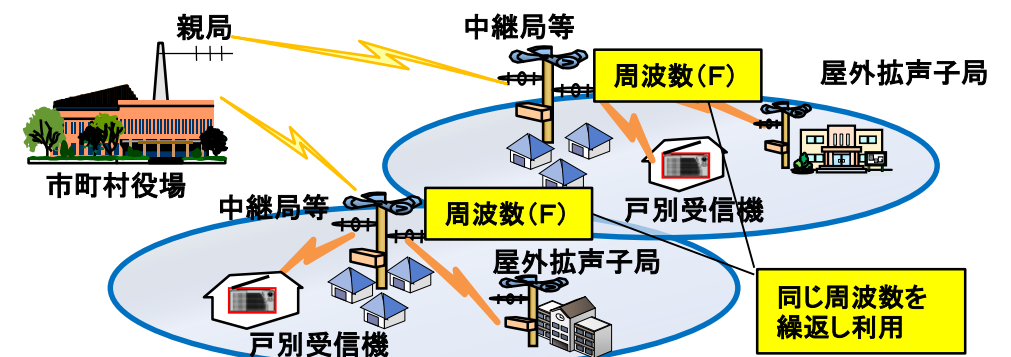 親局
中継局等
周波数(F)
屋外拡声子局
市町村役場
戸別受信機
中継局等
周波数(F)
屋外拡声子局
戸別受信機
同じ周波数を
繰返し利用